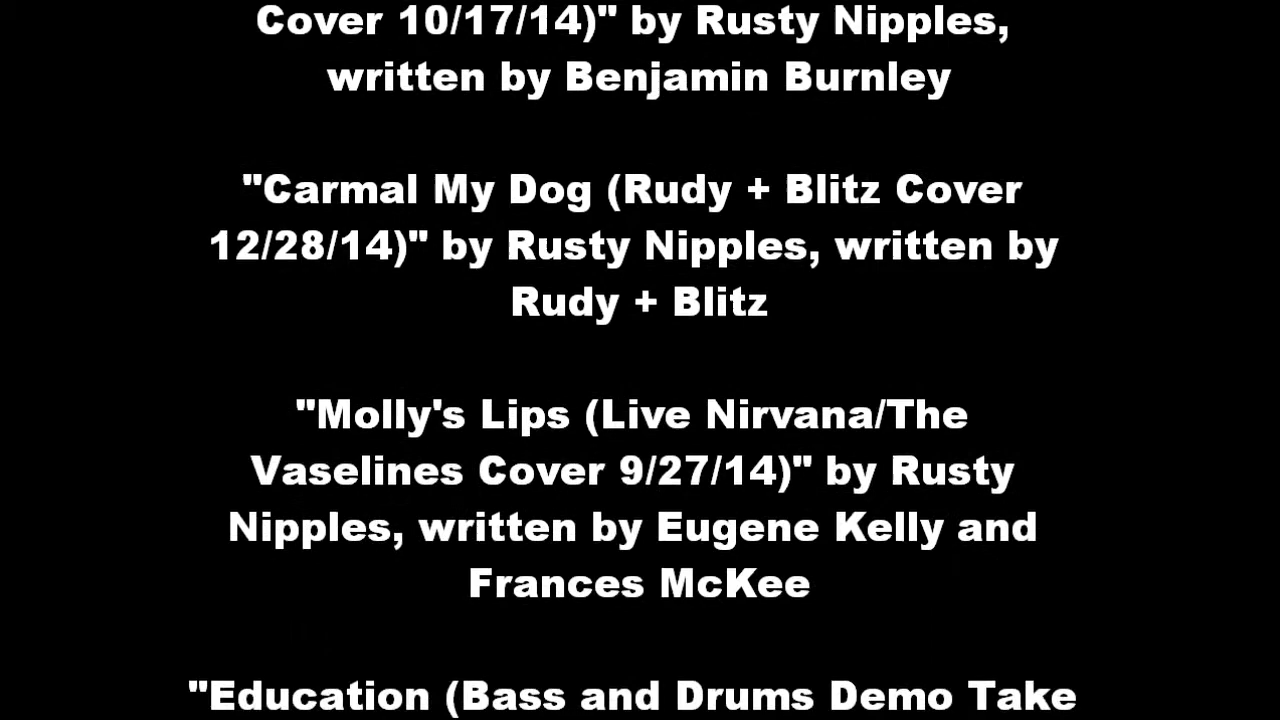 Cover 10/17/14)" by Rusty Nipples,
written by Benjamin Burnley
"Carmal My Dog (Rudy + Blitz Cover
12/28/14)" by Rusty Nipples, written by
Rudy + Blitz
"Molly's Lips (Live Nirvana/The
Vaselines Cover 9/27/14)" by Rusty
Nipples, written by Eugene Kelly and
Frances McKee
"Education (Bass and Drums Demo Take